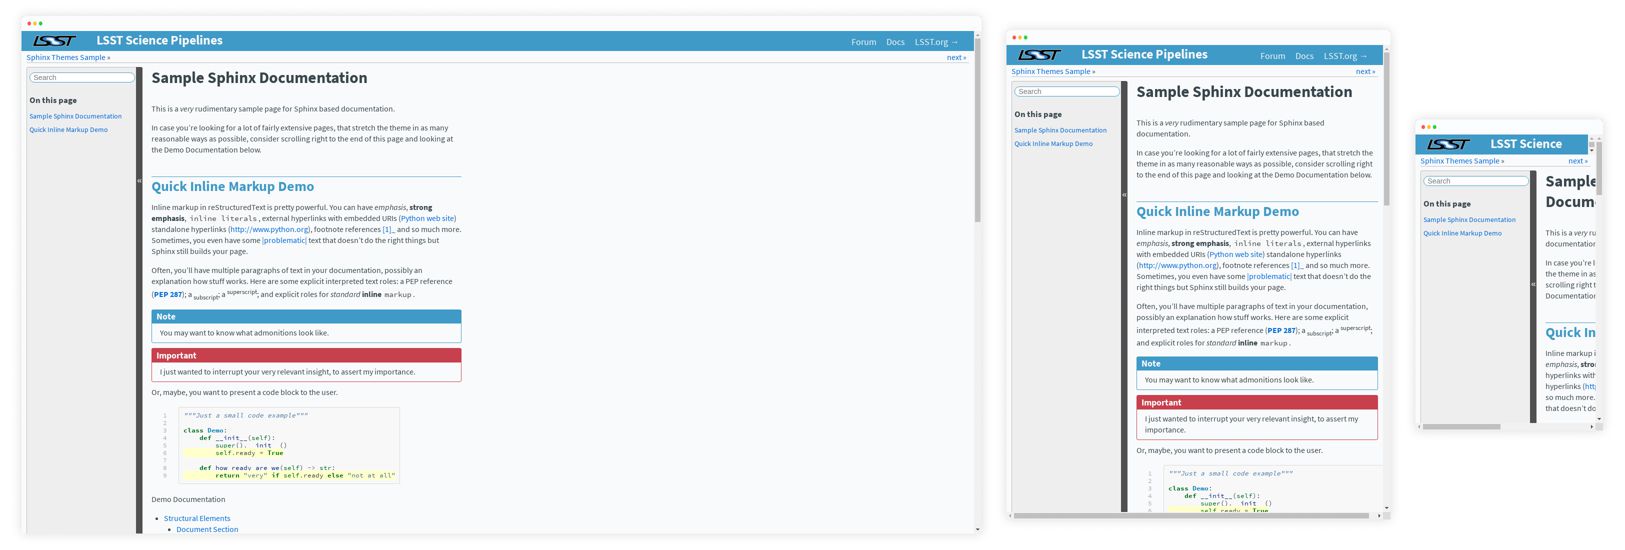 LSST
LSST Science Pipelines
Forum Docs LSST.org →
Sphinx Themes Sample »
next »
Search
On this page
Sample Sphinx Documentation
Quick Inline Markup Demo
«
Sample Sphinx Documentation
This is a very rudimentary sample page for Sphinx based documentation.
In case you're looking for a lot of fairly extensive pages, that stretch the theme in as many
reasonable ways as possible, consider scrolling right to the end of this page and looking at
the Demo Documentation below.
Quick Inline Markup Demo
Inline markup in reStructuredText is pretty powerful. You can have emphasis, strong
emphasis, inline literals, external hyperlinks with embedded URIs (Python web site)
standalone hyperlinks (http://www.python.org), footnote references [1]_ and so much more.
Sometimes, you even have some |problematic| text that doesn't do the right things but
Sphinx still builds your page.
Often, you'll have multiple paragraphs of text in your documentation, possibly an
explanation how stuff works. Here are some explicit interpreted text roles: a PEP reference
(PEP 287); a subscript; a superscript; and explicit roles for standard inline markup.
Note
You may want to know what admonitions look like.
Important
I just wanted to interrupt your very relevant insight, to assert my importance.
Or, maybe, you want to present a code block to the user.
1 """Just a small code example"""
2
3 class Demo:
4 def __init__(self):
5 super().__init__()
6 self.ready = True
7
8 def how_ready_are_we(self) -> str:
9 return "very" if self.ready else "not at all"
Demo Documentation
• Structural Elements
• Document Section
LSST
LSST Science Pipelines
Forum Docs LSST.org →
Sphinx Themes Sample »
next »
Search
On this page
Sample Sphinx Documentation
Quick Inline Markup Demo
«
Sample Sphinx Documentation
This is a very rudimentary sample page for Sphinx based
documentation.
In case you're looking for a lot of fairly extensive pages, that stretch the
theme in as many reasonable ways as possible, consider scrolling right
to the end of this page and looking at the Demo Documentation below.
Quick Inline Markup Demo
Inline markup in reStructuredText is pretty powerful. You can have
emphasis, strong emphasis, inline literals, external hyperlinks
with embedded URIs (Python web site) standalone hyperlinks
(http://www.python.org), footnote references [1]_ and so much more.
Sometimes, you even have some |problematic| text that doesn't do the
right things but Sphinx still builds your page.
Often, you'll have multiple paragraphs of text in your documentation,
possibly an explanation how stuff works. Here are some explicit
interpreted text roles: a PEP reference (PEP 287); a subscript; a superscript;
and explicit roles for standard inline markup.
Note
You may want to know what admonitions look like.
Important
I just wanted to interrupt your very relevant insight, to assert my
importance.
Or, maybe, you want to present a code block to the user.
1 """Just a small code example"""
2
3 class Demo:
4 def __init__(self):
5 super().__init__()
6 self.ready = True
LSST
LSST Science
Sphinx Themes Sample »
next »
Search
On this page
Sample Sphinx Documentation
Quick Inline Markup Demo
«
Sample
Docum
This is a very ru
documentation
In case you're l
the theme in as
scrolling right t
Documentation
Quick In
Inline markup i
emphasis, stro
hyperlinks with
hyperlinks (htt
so much more.
that doesn't do